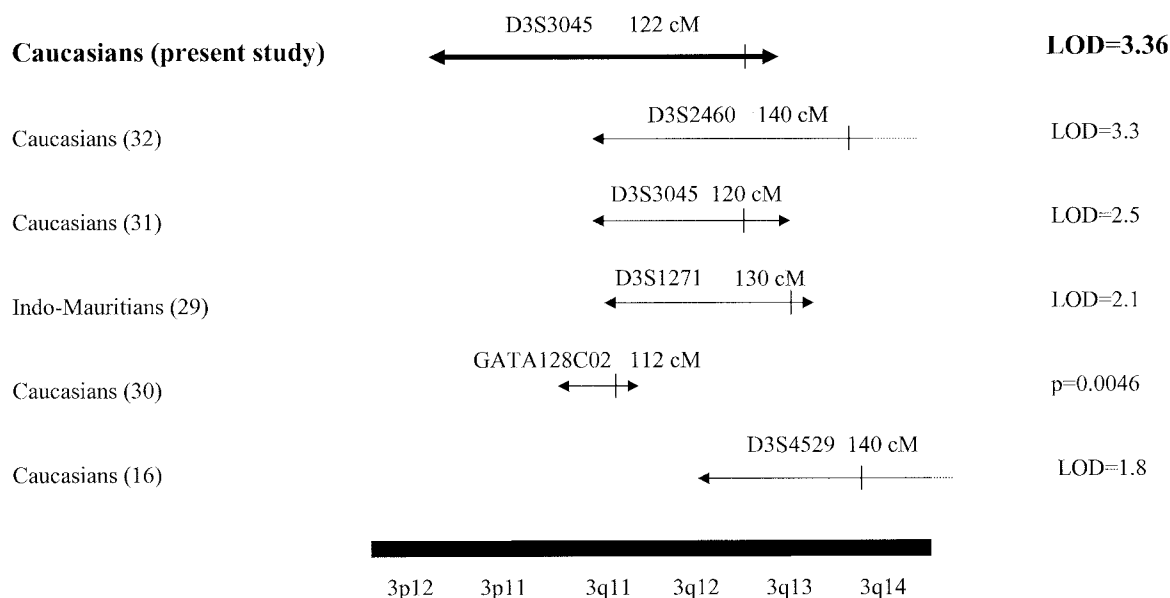 D3S3045 122 cM
Caucasians (present study) LOD=3.36
D3S2460 140 cM
Caucasians (32) LOD=3.3
D3S3045 120 cM
Caucasians (31) LOD=2.5
D3S1271 130 cM
Indo-Mauritians (29) LOD=2.1
GATA128C02 112 cM
Caucasians (30) p=0.0046
D3S4529 140 cM
Caucasians (16) LOD=1.8
3p12 3p11 3q11 3q12 3q13 3q14